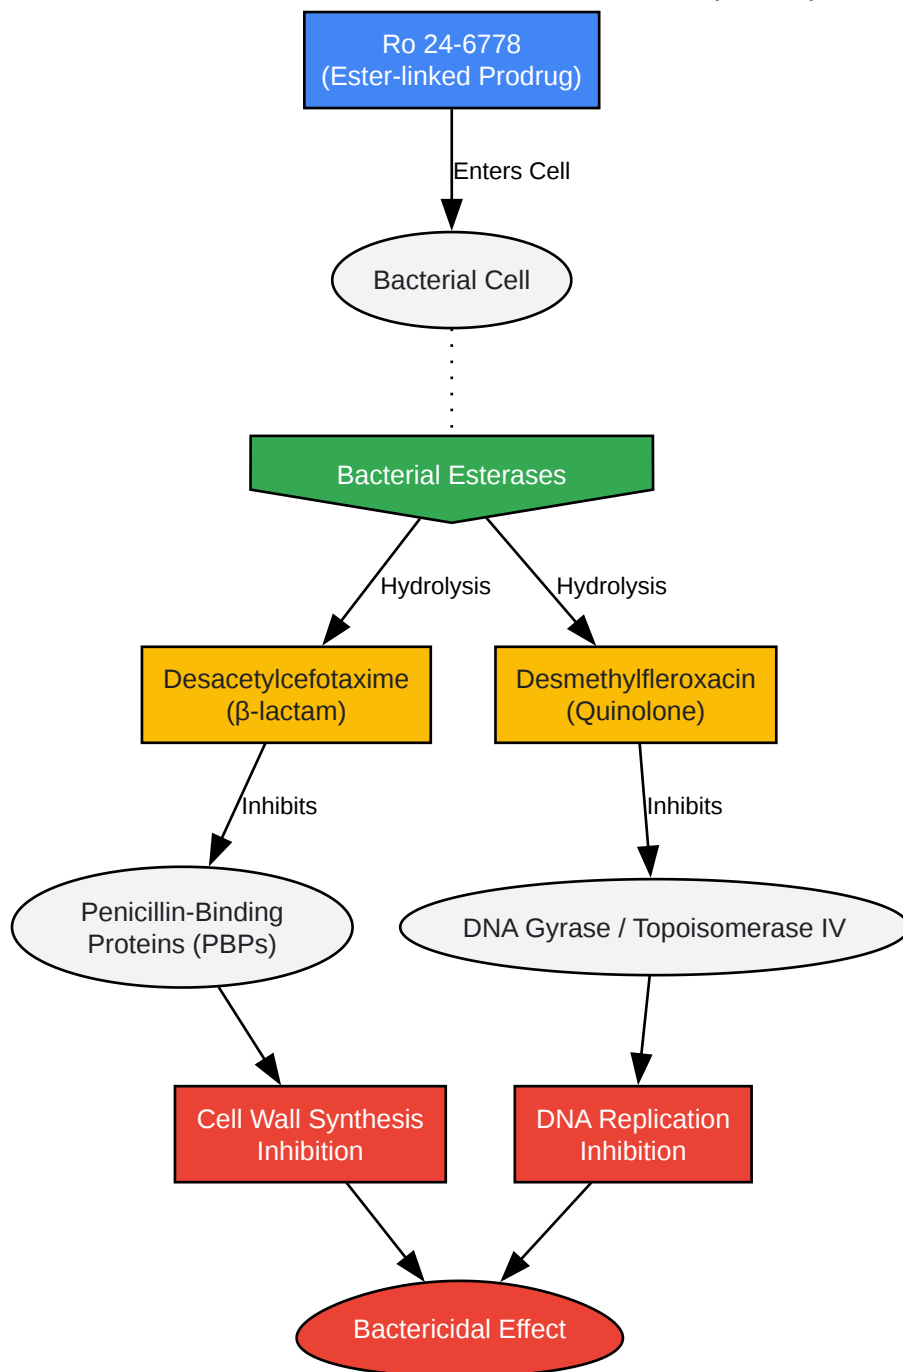 Ro 24-6778
(Ester-linked Prodrug)
Enters Cell
Bacterial Cell
Bacterial Esterases
Hydrolysis
Hydrolysis
Desacetylcefotaxime
(β-lactam)
Desmethylfleroxacin
(Quinolone)
Inhibits
Inhibits
Penicillin-Binding
Proteins (PBPs)
DNA Gyrase / Topoisomerase IV
Cell Wall Synthesis
Inhibition
DNA Replication
Inhibition
Bactericidal Effect